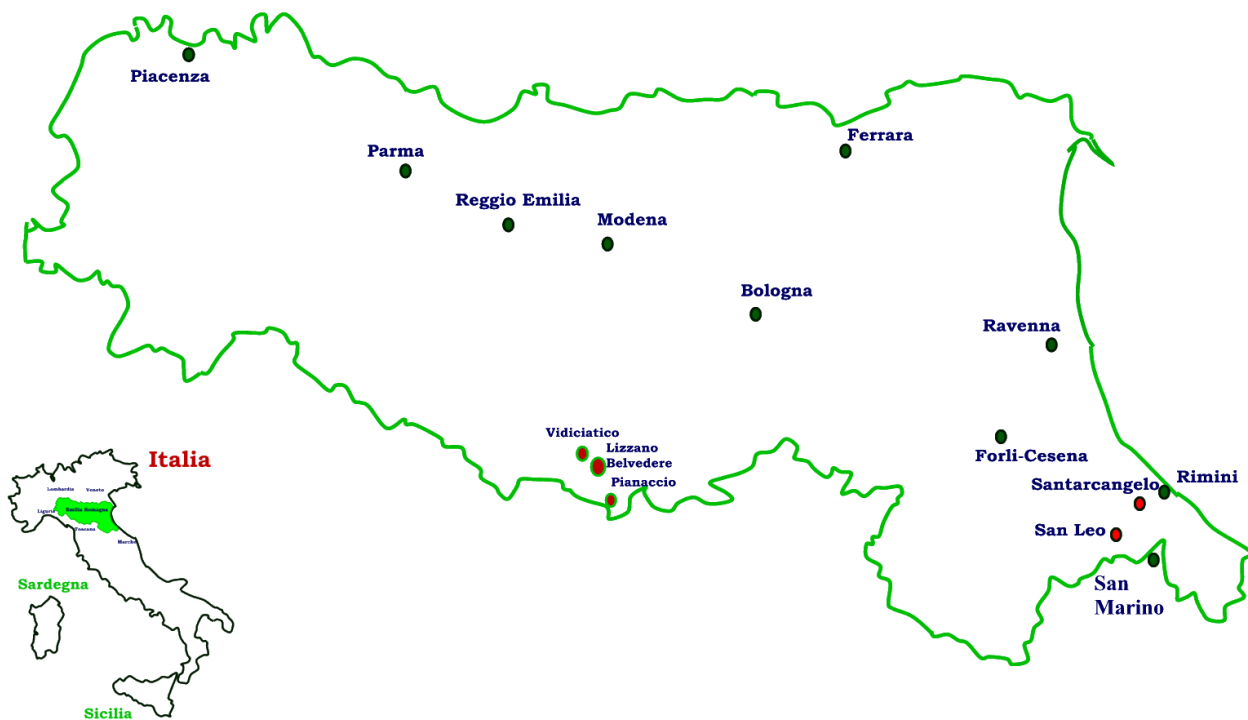 Piacenza
Ferrara
Parma
Reggio Emilia
Modena
Bologna
Ravenna
Vidiciatico
Lizzano
Belvedere
Pianaccio
Forli-Cesena
Rimini
Santarcangelo
San Leo
San
Marino
Italia
Lombardia
Veneto
Emilia Romagna
Liguria
Toscana
Marche
Sardegna
Sicilia